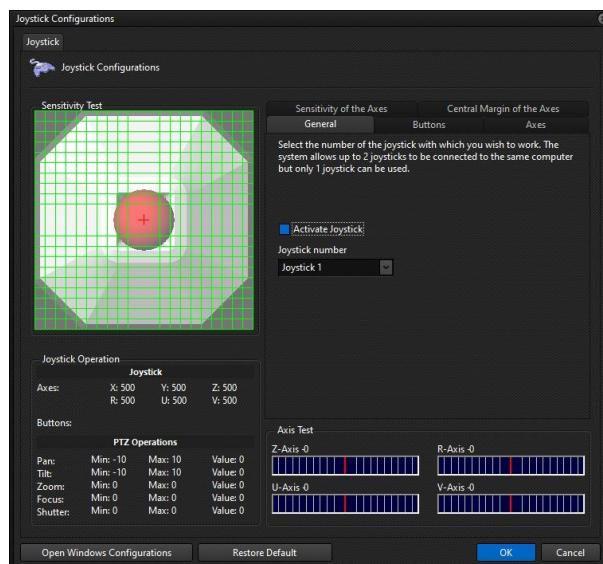 Joystick Configurations
Joystick
Joystick Configurations
Sensitivity Test
Sensitivity of the Axes Central Margin of the Axes
General Buttons Axes
Select the number of the joystick with which you wish to work. The
system allows up to 2 joysticks to be connected to the same computer
but only 1 joystick can be used.
Activate Joystick
Joystick number
Joystick 1
Joystick Operation
Joystick
Axes: X: 500 Y: 500 Z: 500
R: 500 U: 500 V: 500
Buttons:
PTZ Operations
Pan: Min: -10 Max: 10 Value: 0
Tilt: Min: -10 Max: 10 Value: 0
Zoom: Min: 0 Max: 0 Value: 0
Focus: Min: 0 Max: 0 Value: 0
Shutter: Min: 0 Max: 0 Value: 0
Axis Test
Z-Axis -0 R-Axis -0
U-Axis -0 V-Axis -0
Open Windows Configurations Restore Default OK Cancel